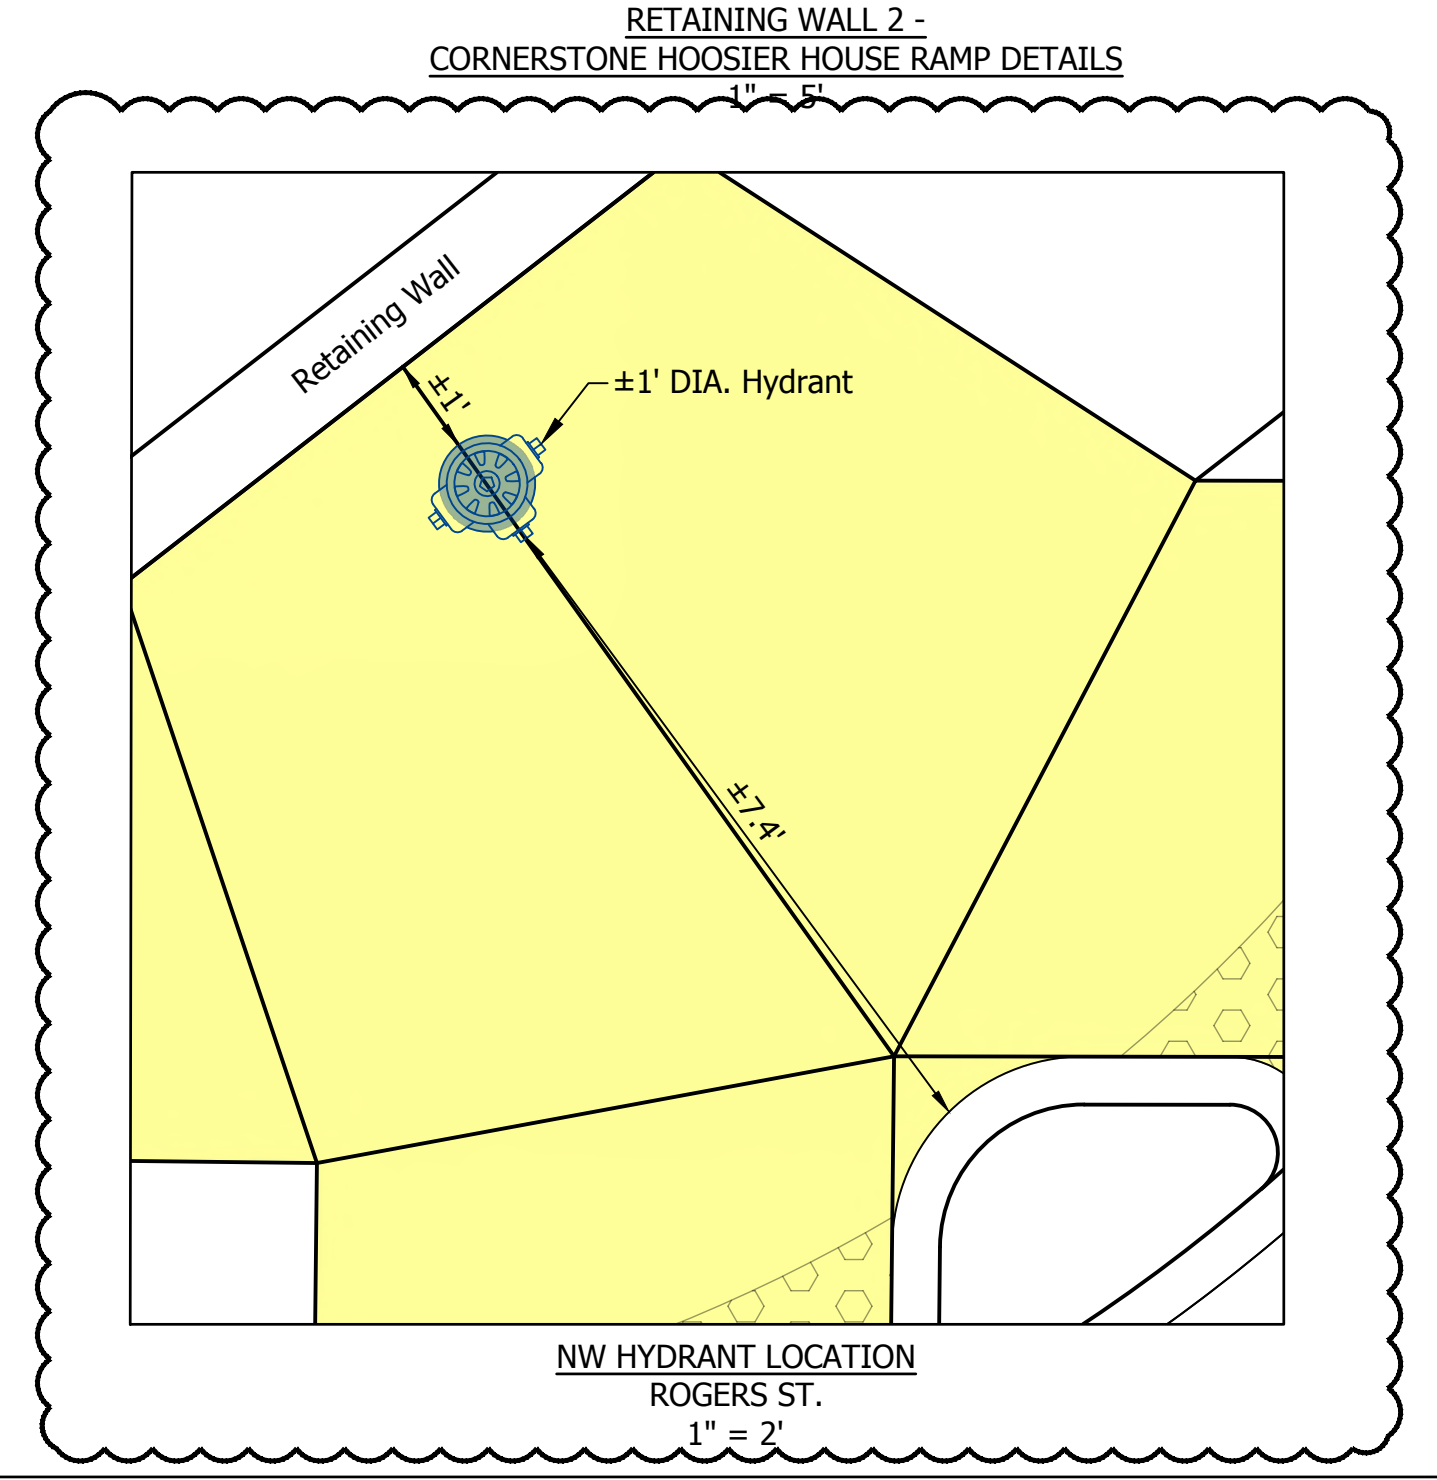 RETAINING WALL 2 -
CORNERSTONE HOOSIER HOUSE RAMP DETAILS
1" = 5'
Retaining Wall
±1'
±1' DIA. Hydrant
±7.4'
NW HYDRANT LOCATION
ROGERS ST.
1" = 2'